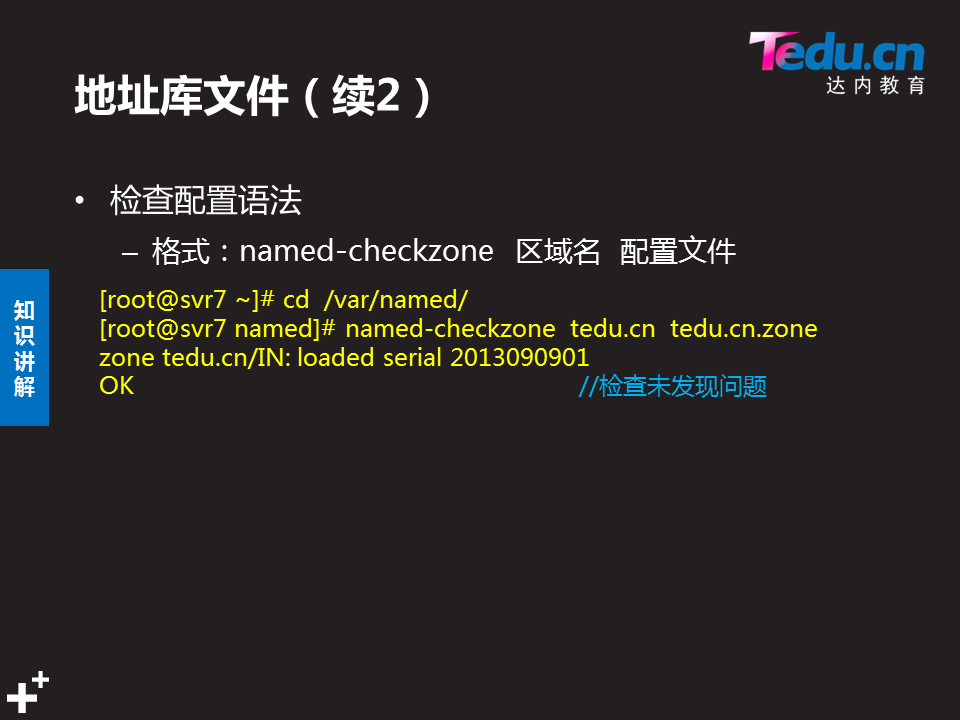 Tedu.cn
达内教育
地址库文件（续2）
• 检查配置语法
– 格式：named-checkzone 区域名 配置文件
知识讲解
[root@svr7 ~]# cd /var/named/
[root@svr7 named]# named-checkzone tedu.cn tedu.cn.zone
zone tedu.cn/IN: loaded serial 2013090901
OK //检查未发现问题